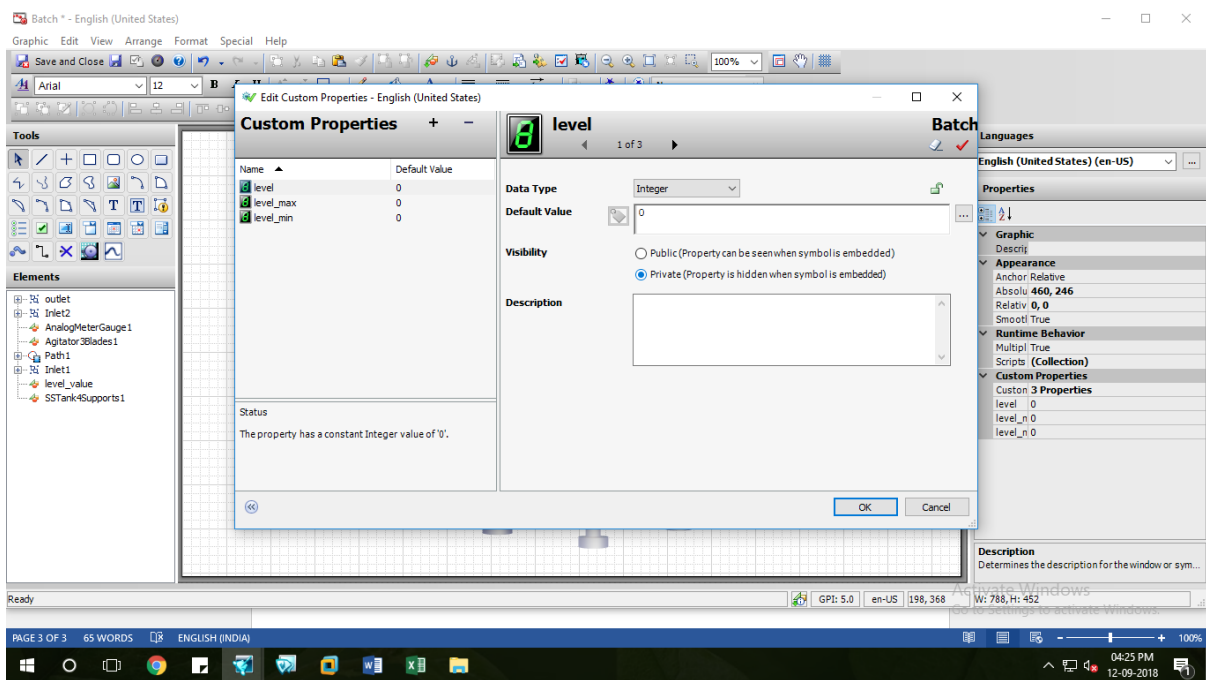 Batch * - English (United States)
Graphic Edit View Arrange Format Special Help
Save and Close 100%
Arial 12 B
Edit Custom Properties - English (United States)
Custom Properties + −
level Batch
1 of 3
Name Default Value
level 0
level_max 0
level_min 0
Data Type Integer
Default Value 0 ...
Visibility Public (Property can be seen when symbol is embedded)
Private (Property is hidden when symbol is embedded)
Description
Status
The property has a constant Integer value of '0'.
OK Cancel
Tools
Elements
outlet
Inlet2
AnalogMeterGauge1
Agitator3Blades1
Path1
Inlet1
level_value
SSTank4Supports1
Languages
English (United States) (en-US) ...
Properties
Graphic
Descrip
Appearance
Anchor Relative
Absolu 460, 246
Relativ 0, 0
Smootl True
Runtime Behavior
Multipl True
Scripts (Collection)
Custom Properties
Custon 3 Properties
level 0
level_n 0
level_n 0
Description
Determines the description for the window or sym...
Activate Windows
Go to Settings to activate Windows.
Ready GPI: 5.0 en-US 198, 368 W: 788, H: 452
PAGE 3 OF 3 65 WORDS ENGLISH (INDIA) 100%
04:25 PM
12-09-2018